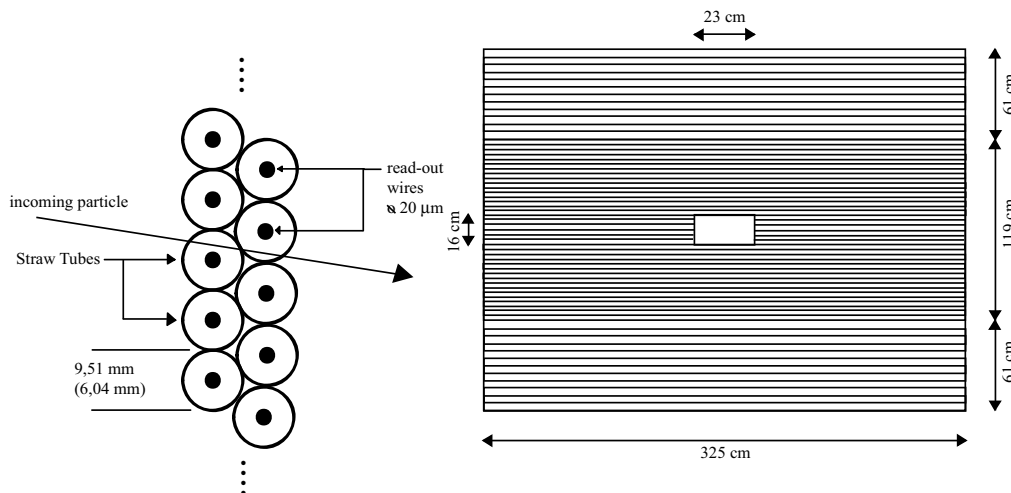 incoming particle
Straw Tubes
9,51 mm
(6,04 mm)
read-out
wires
ⵁ 20 μm
23 cm
16 cm
61 cm
119 cm
61 cm
325 cm